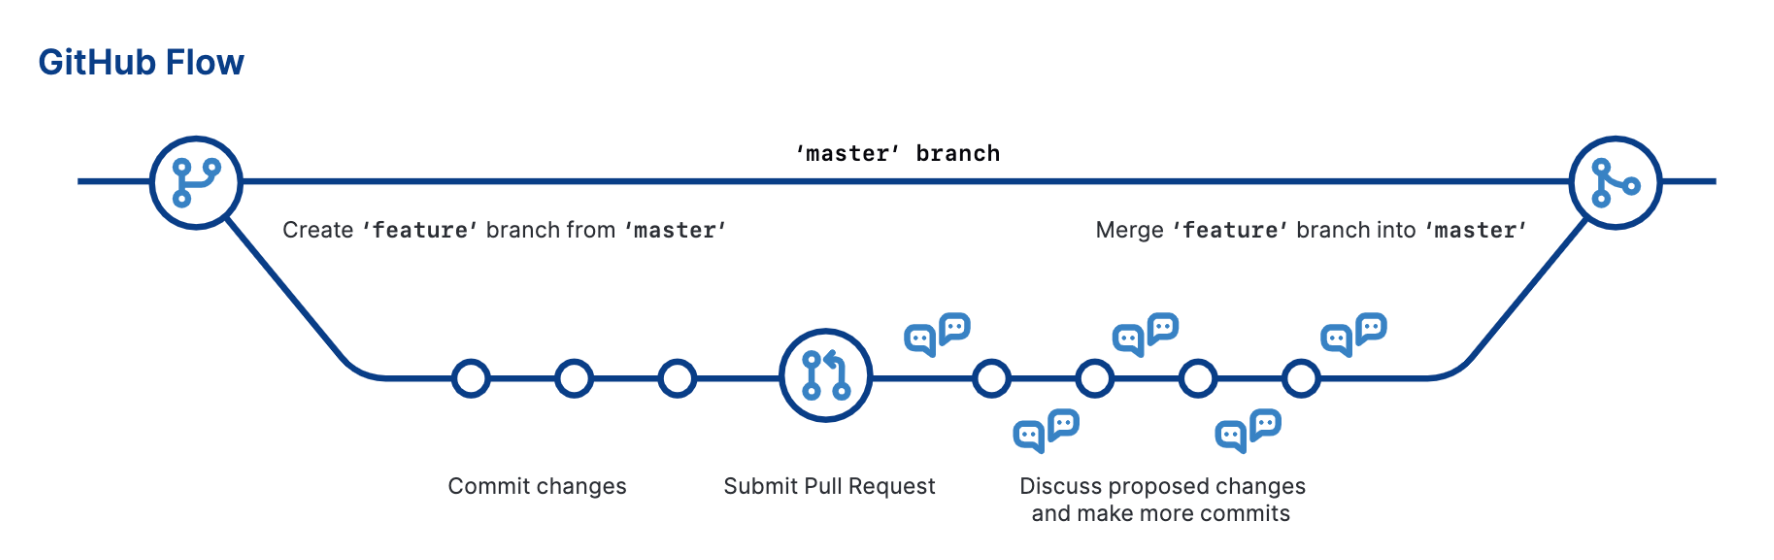 GitHub Flow
‘master’ branch
Create ‘feature’ branch from ‘master’
Merge ‘feature’ branch into ‘master’
Commit changes
Submit Pull Request
Discuss proposed changes
and make more commits